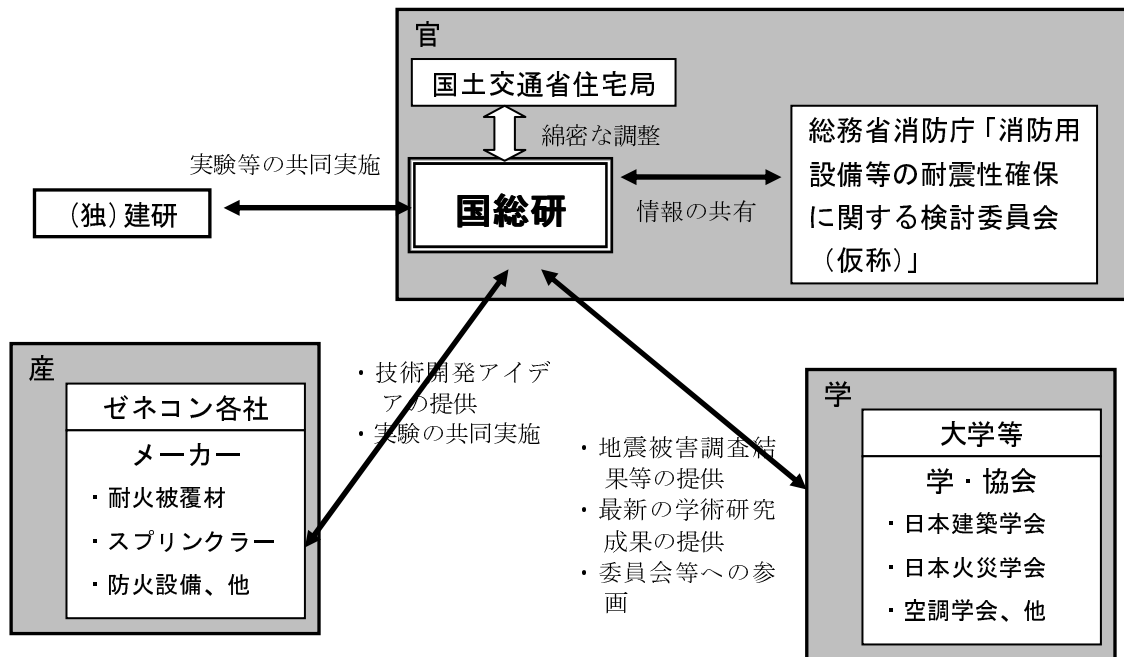 官
国土交通省住宅局
綿密な調整
総務省消防庁「消防用
設備等の耐震性確保
に関する検討委員会
（仮称）」
実験等の共同実施
（独）建研
国総研
情報の共有
産
ゼネコン各社
メーカー
・耐火被覆材
・スプリンクラー
・防火設備、他
・技術開発アイデ
アの提供
・実験の共同実施
・地震被害調査結
果等の提供
・最新の学術研究
成果の提供
・委員会等への参
画
学
大学等
学・協会
・日本建築学会
・日本火災学会
・空調学会、他